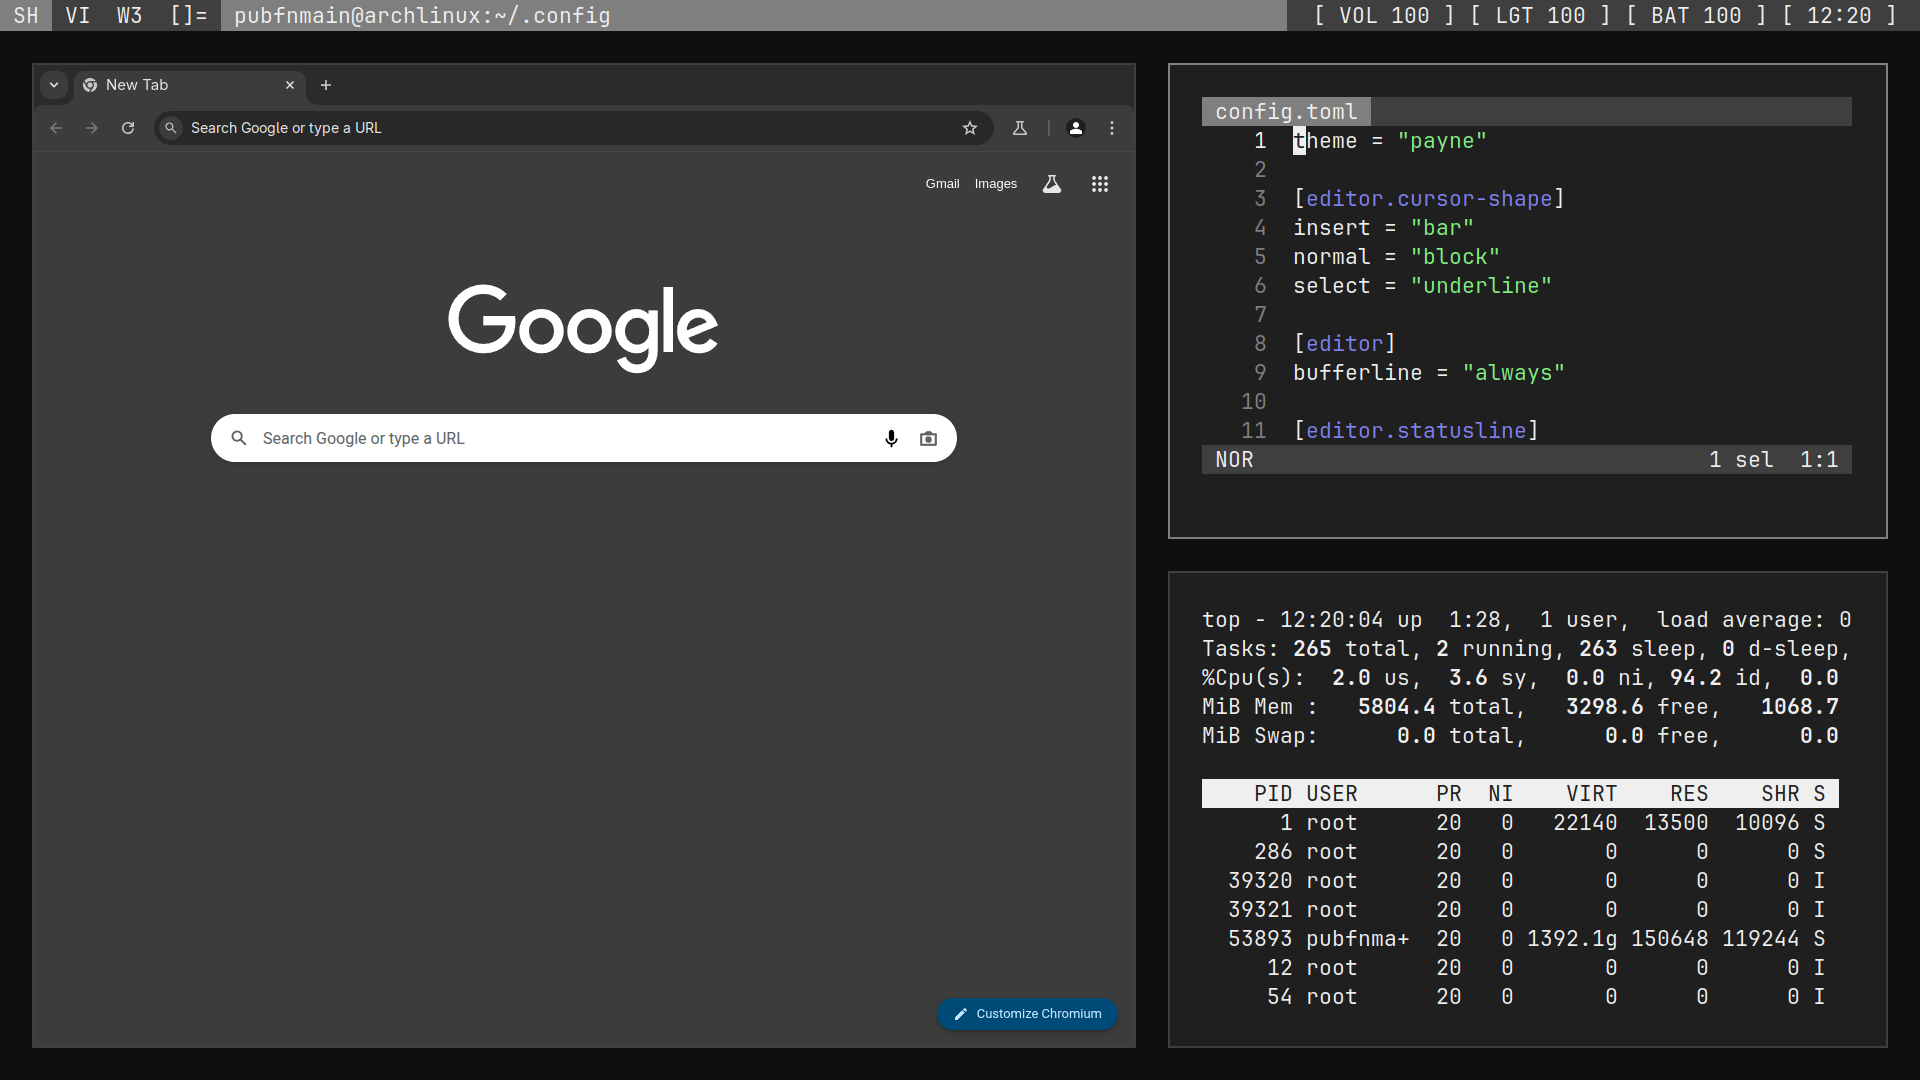 SH VI W3 []= pubfnmain@archlinux:~/.config [ VOL 100 ] [ LGT 100 ] [ BAT 100 ] [ 12:20 ]
New Tab
Search Google or type a URL
Gmail Images
Google
Search Google or type a URL
Customize Chromium
config.toml
1 theme = "payne"
2
3 [editor.cursor-shape]
4 insert = "bar"
5 normal = "block"
6 select = "underline"
7
8 [editor]
9 bufferline = "always"
10
11 [editor.statusline]
NOR 1 sel 1:1
top - 12:20:04 up 1:28, 1 user, load average: 0
Tasks: 265 total, 2 running, 263 sleep, 0 d-sleep,
%Cpu(s): 2.0 us, 3.6 sy, 0.0 ni, 94.2 id, 0.0
MiB Mem : 5804.4 total, 3298.6 free, 1068.7
MiB Swap: 0.0 total, 0.0 free, 0.0
PID USER PR NI VIRT RES SHR S
1 root 20 0 22140 13500 10096 S
286 root 20 0 0 0 0 S
39320 root 20 0 0 0 0 I
39321 root 20 0 0 0 0 I
53893 pubfnma+ 20 0 1392.1g 150648 119244 S
12 root 20 0 0 0 0 I
54 root 20 0 0 0 0 I